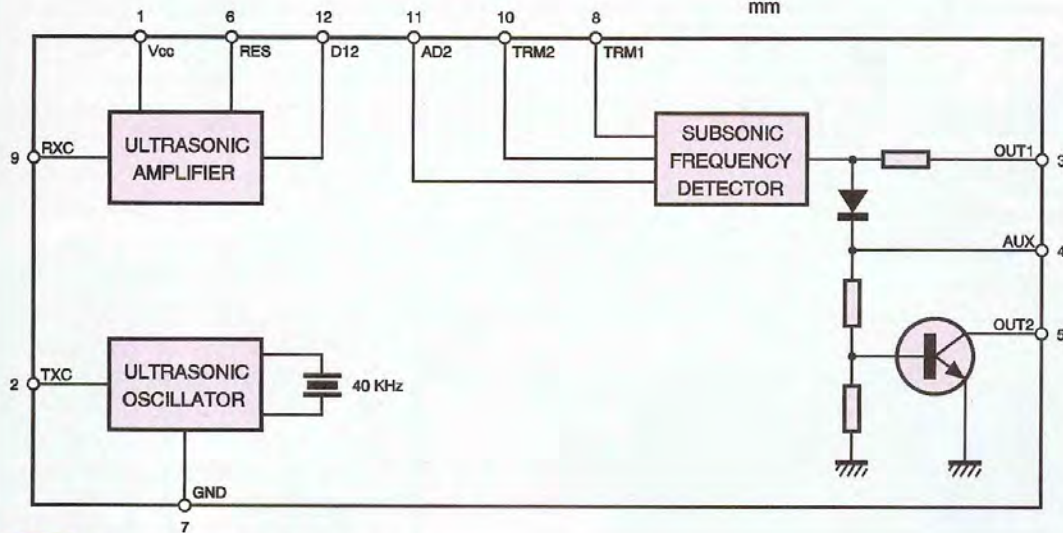 mm
1 6 12 11 10 8
Vcc RES D12 AD2 TRM2 TRM1
ULTRASONIC
AMPLIFIER
SUBSONIC
FREQUENCY
DETECTOR
9 RXC
OUT1 3
AUX 4
OUT2 5
ULTRASONIC
OSCILLATOR
2 TXC
40 KHz
GND
7